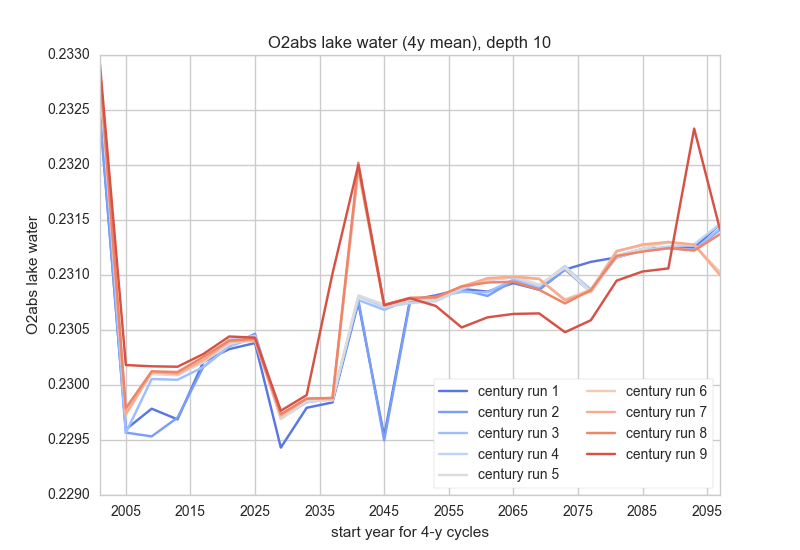 O2abs lake water (4y mean), depth 10
0.2330
0.2325
0.2320
0.2315
0.2310
0.2305
0.2300
0.2295
0.2290
O2abs lake water
2005 2015 2025 2035 2045 2055 2065 2075 2085 2095
start year for 4-y cycles
century run 1
century run 2
century run 3
century run 4
century run 5
century run 6
century run 7
century run 8
century run 9